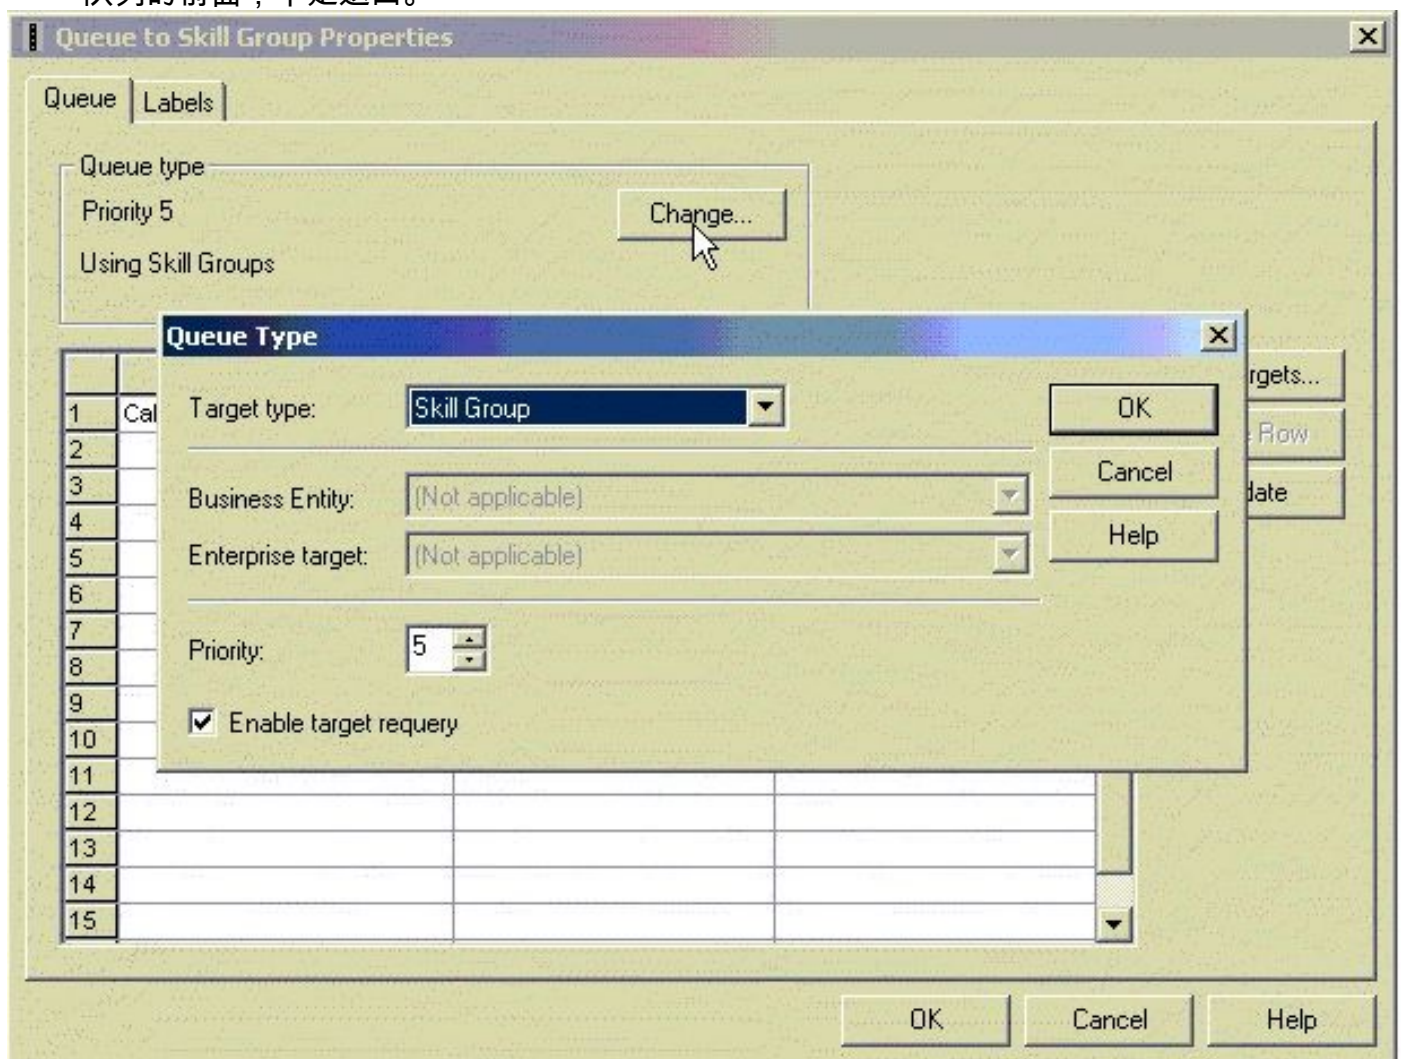 Queue to Skill Group Properties
Queue
Labels
Queue type
Priority 5
Change...
Using Skill Groups
Queue Type
rgets...
Target type:
Skill Group
OK
1
Cal
Row
2
Cancel
3
Business Entity:
(Not applicable)
date
4
Help
5
Enterprise target:
(Not applicable)
6
7
Priority:
5
8
9
Enable target requery
10
11
12
13
14
15
OK
Cancel
Help